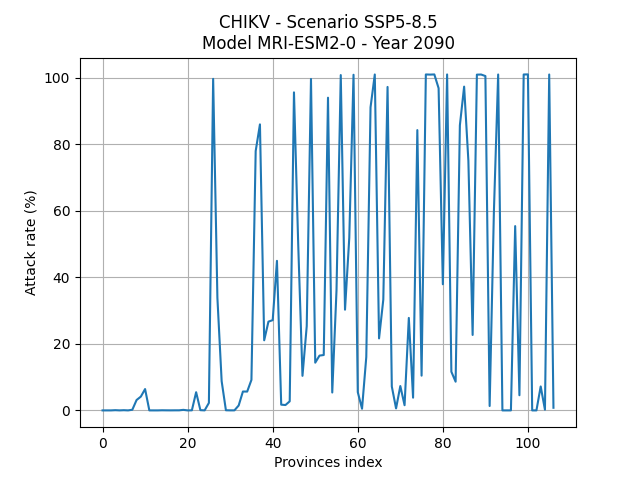 CHIKV - Scenario SSP5-8.5
Model MRI-ESM2-0 - Year 2090
Attack rate (%)
100
80
60
40
20
0
0 20 40 60 80 100
Provinces index